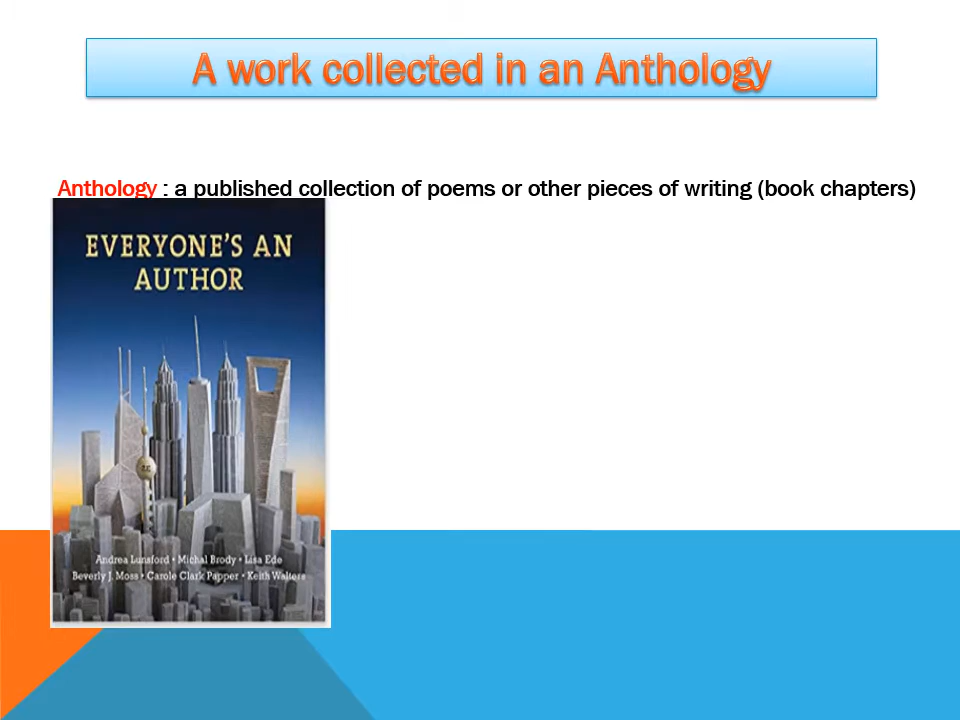 A work collected in an Anthology
Anthology : a published collection of poems or other pieces of writing (book chapters)
EVERYONE'S AN
AUTHOR
Andrea Lunsford • Michal Brody • Lisa Ede
Beverly J. Moss • Carole Clark Papper • Keith Walters